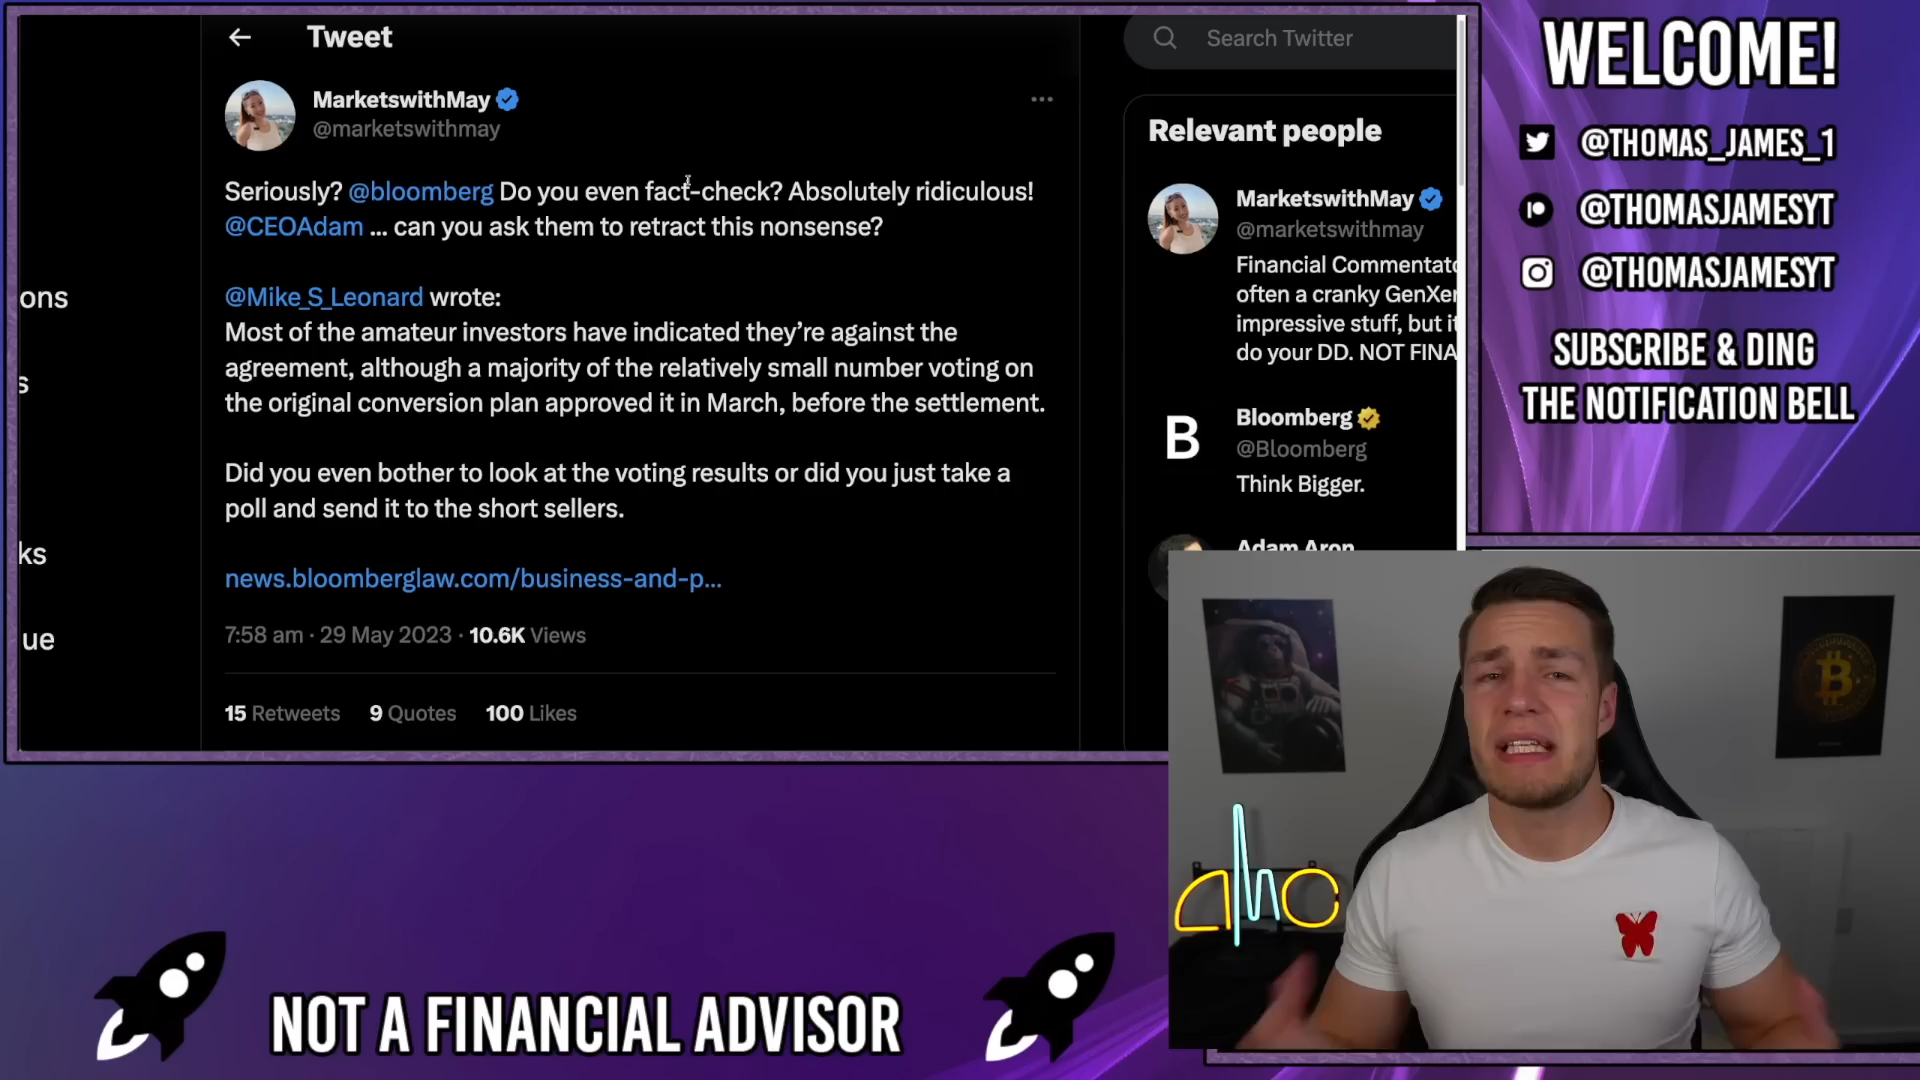 Tweet
Search Twitter
MarketswithMay
@marketswithmay
Seriously? @bloomberg Do you even fact-check? Absolutely ridiculous!
@CEOAdam ... can you ask them to retract this nonsense?
@Mike_S_Leonard wrote:
Most of the amateur investors have indicated they’re against the
agreement, although a majority of the relatively small number voting on
the original conversion plan approved it in March, before the settlement.
Did you even bother to look at the voting results or did you just take a
poll and send it to the short sellers.
news.bloomberglaw.com/business-and-p...
7:58 am · 29 May 2023 · 10.6K Views
15 Retweets 9 Quotes 100 Likes
ons
s
ks
ue
Relevant people
MarketswithMay
@marketswithmay
Financial Commentato
often a cranky GenXer
impressive stuff, but it
do your DD. NOT FINA
B
Bloomberg
@Bloomberg
Think Bigger.
Adam Aron
WELCOME!
@THOMAS_JAMES_1
@THOMASJAMESYT
@THOMASJAMESYT
SUBSCRIBE & DING
THE NOTIFICATION BELL
amc
NOT A FINANCIAL ADVISOR